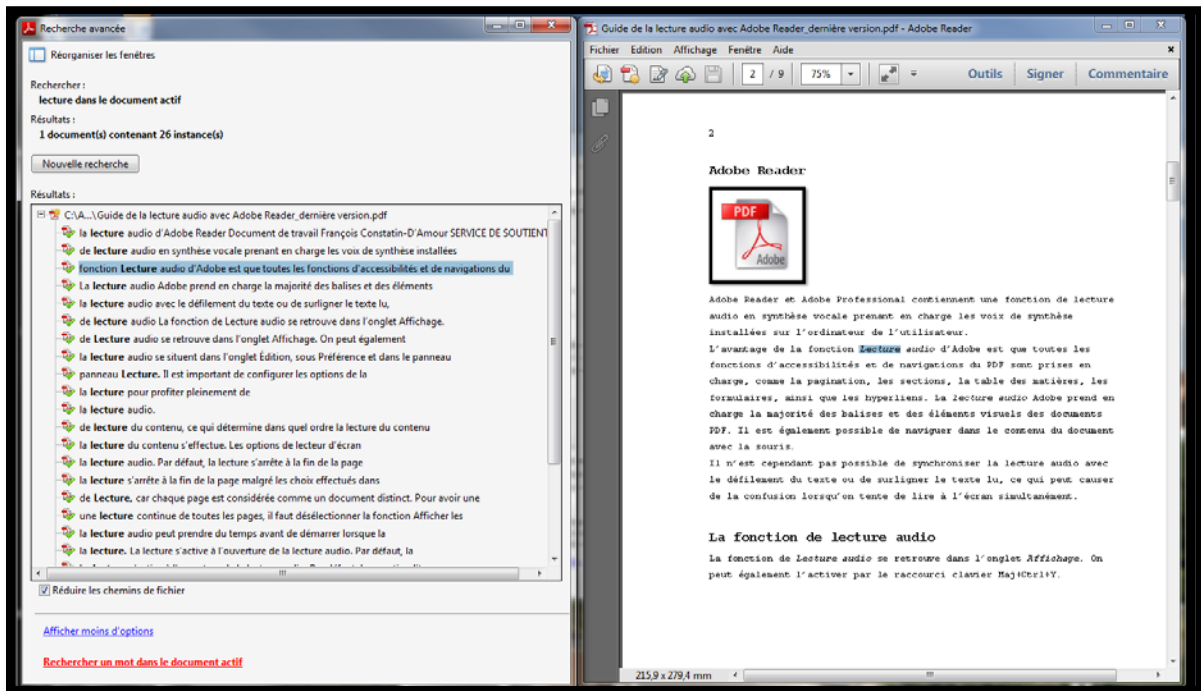 Recherche avancée
Réorganiser les fenêtres
Rechercher :
lecture dans le document actif
Résultats :
1 document(s) contenant 26 instance(s)
Nouvelle recherche
Résultats :
C:\A...\Guide de la lecture audio avec Adobe Reader_dernière version.pdf
la lecture audio d'Adobe Reader Document de travail François Constatin-D'Amour SERVICE DE SOUTIENT
de lecture audio en synthèse vocale prenant en charge les voix de synthèse installées
fonction Lecture audio d'Adobe est que toutes les fonctions d'accessibilités et de navigations du
La lecture audio Adobe prend en charge la majorité des balises et des éléments
la lecture audio avec le défilement du texte ou de surligner le texte lu,
de lecture audio La fonction de Lecture audio se retrouve dans l'onglet Affichage.
de Lecture audio se retrouve dans l'onglet Affichage. On peut également
la lecture audio se situent dans l'onglet Édition, sous Préférence et dans le panneau
panneau Lecture. Il est important de configurer les options de la
la lecture pour profiter pleinement de
la lecture audio.
de lecture du contenu, ce qui détermine dans quel ordre la lecture du contenu
la lecture du contenu s'effectue. Les options de lecteur d'écran
la lecture audio. Par défaut, la lecture s'arrête à la fin de la page
la lecture s'arrête à la fin de la page malgré les choix effectués dans
de Lecture, car chaque page est considérée comme un document distinct. Pour avoir une
une lecture continue de toutes les pages, il faut désélectionner la fonction Afficher les
la lecture audio peut prendre du temps avant de démarrer lorsque la
la lecture. La lecture s'active à l'ouverture de la lecture audio. Par défaut, la
Réduire les chemins de fichier
Afficher moins d'options
Rechercher un mot dans le document actif
Guide de la lecture audio avec Adobe Reader_dernière version.pdf - Adobe Reader
Fichier Edition Affichage Fenêtre Aide
2 / 9 75% Outils Signer Commentaire
2
Adobe Reader
PDF
Adobe
Adobe Reader et Adobe Professional contiennent une fonction de lecture
audio en synthèse vocale prenant en charge les voix de synthèse
installées sur l'ordinateur de l'utilisateur.
L'avantage de la fonction Lecture audio d'Adobe est que toutes les
fonctions d'accessibilités et de navigations du PDF sont prises en
charge, comme la pagination, les sections, la table des matières, les
formulaires, ainsi que les hyperliens. La lecture audio Adobe prend en
charge la majorité des balises et des éléments visuels des documents
PDF. Il est également possible de naviguer dans le contenu du document
avec la souris.
Il n'est cependant pas possible de synchroniser la lecture audio avec
le défilement du texte ou de surligner le texte lu, ce qui peut causer
de la confusion lorsqu'on tente de lire à l'écran simultanément.
La fonction de lecture audio
La fonction de Lecture audio se retrouve dans l'onglet Affichage. On
peut également l'activer par le raccourci clavier Maj+Ctrl+Y.
215,9 x 279,4 mm